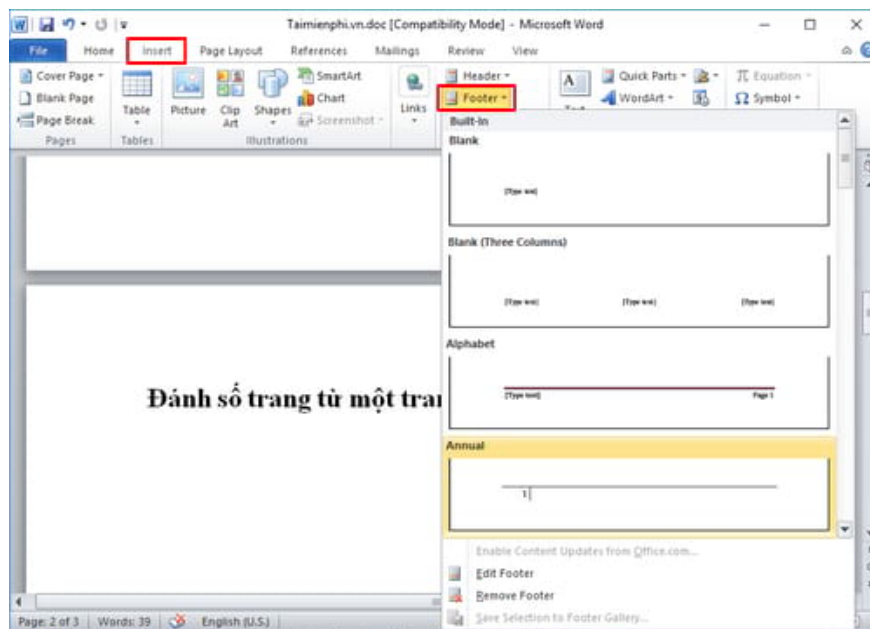 Taimienphi.vn.doc [Compatibility Mode] - Microsoft Word
File Home Insert Page Layout References Mailings Review View
Cover Page
Blank Page
Page Break
Pages
Table
Tables
Picture
Clip Art
Shapes
SmartArt
Chart
Screenshot
Illustrations
Links
Header
Footer
Quick Parts
WordArt
Equation
Symbol
Built-In
Blank
[Type text]
Blank (Three Columns)
[Type text] [Type text] [Type text]
Alphabet
[Type text] Page 1
Annual
1
Enable Content Updates from Office.com...
Edit Footer
Remove Footer
Save Selection to Footer Gallery...
Đánh số trang từ một tra
Page: 2 of 3 Words: 39 English (U.S.)